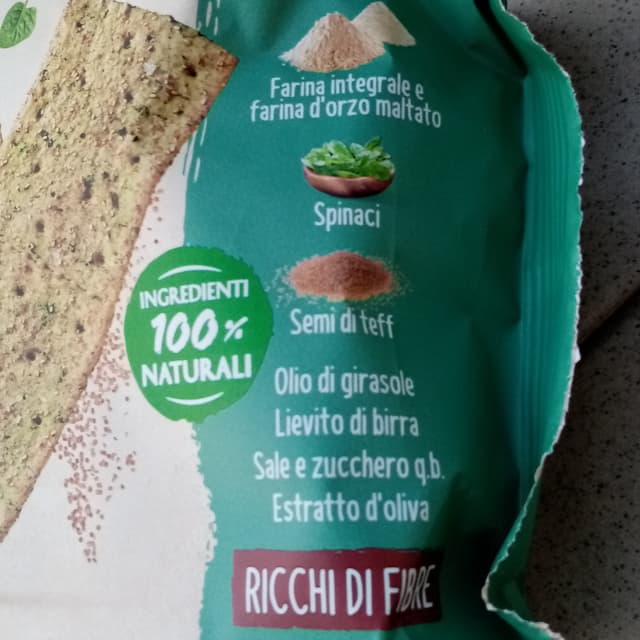 Farina integrale e
farina d'orzo maltato
Spinaci
Semi di teff
INGREDIENTI
100%
NATURALI
Olio di girasole
Lievito di birra
Sale e zucchero q.b.
Estratto d'oliva
RICCHI DI FIBRE